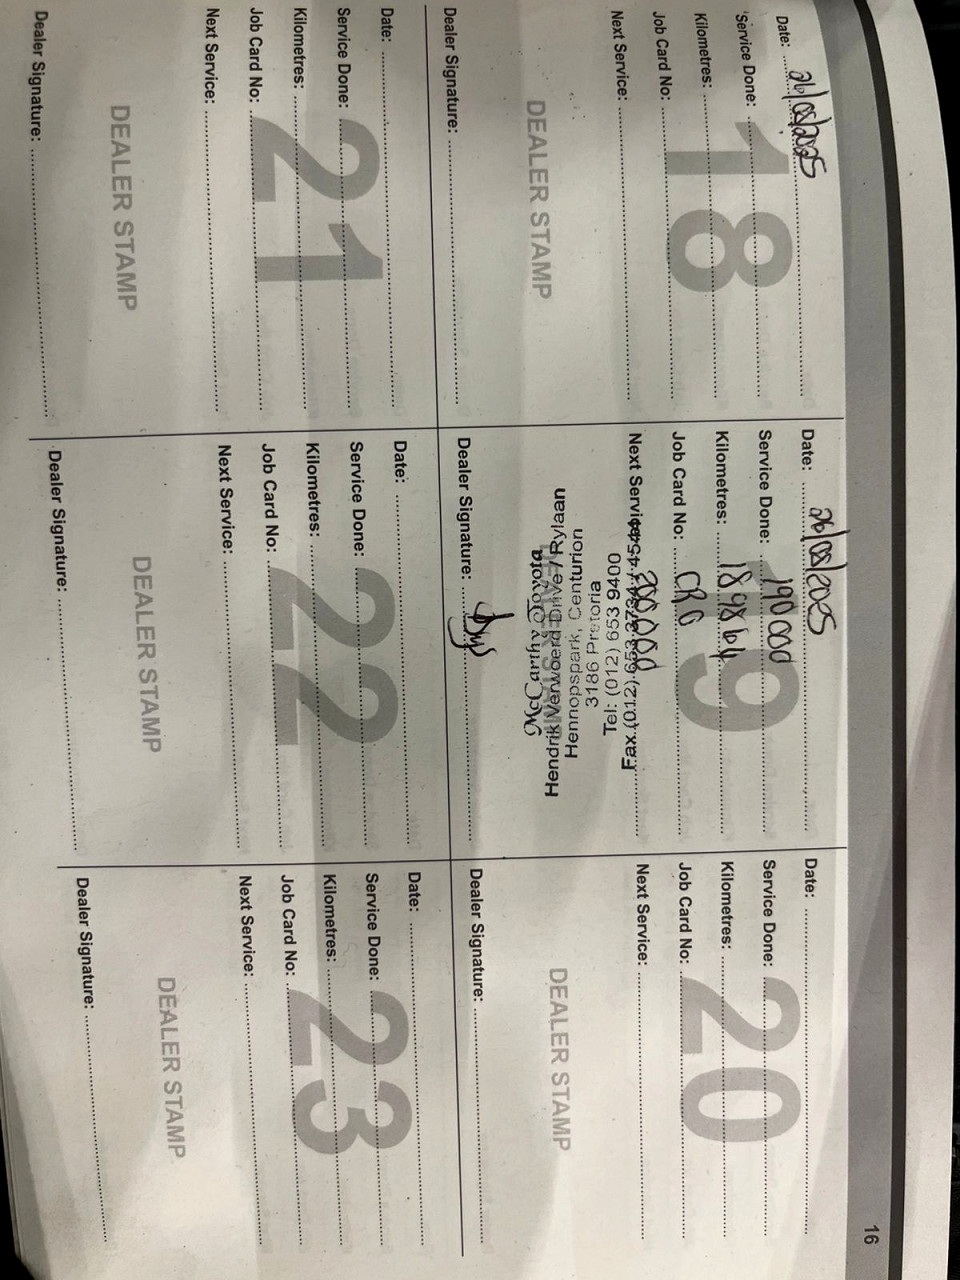 16
18
Date: 26/08/2025
Service Done:
Kilometres:
Job Card No:
Next Service:
DEALER STAMP
Dealer Signature:
19
Date: 26/08/2025
Service Done: 190 000
Kilometres: 189864
Job Card No: CRG
Next Service: 200 000
DEALER STAMP
McCarthy Toyota
Hendrik Verwoerd Drive / Rylaan
Hennopspark, Centurion
3186 Pretoria
Tel: (012) 653 9400
Fax (012)
Dealer Signature:
20
Date:
Service Done:
Kilometres:
Job Card No:
Next Service:
DEALER STAMP
Dealer Signature:
21
Date:
Service Done:
Kilometres:
Job Card No:
Next Service:
DEALER STAMP
Dealer Signature:
22
Date:
Service Done:
Kilometres:
Job Card No:
Next Service:
DEALER STAMP
Dealer Signature:
23
Date:
Service Done:
Kilometres:
Job Card No:
Next Service:
DEALER STAMP
Dealer Signature: